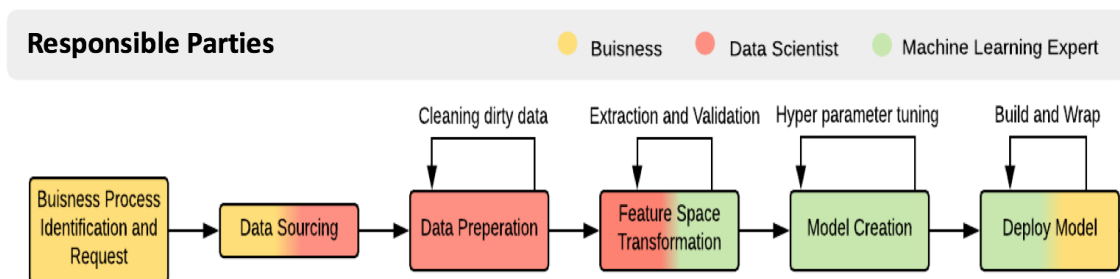 Responsible Parties
Buisness
Data Scientist
Machine Learning Expert
Cleaning dirty data
Extraction and Validation
Hyper parameter tuning
Build and Wrap
Buisness Process
Identification and
Request
Data Sourcing
Data Preperation
Feature Space
Transformation
Model Creation
Deploy Model